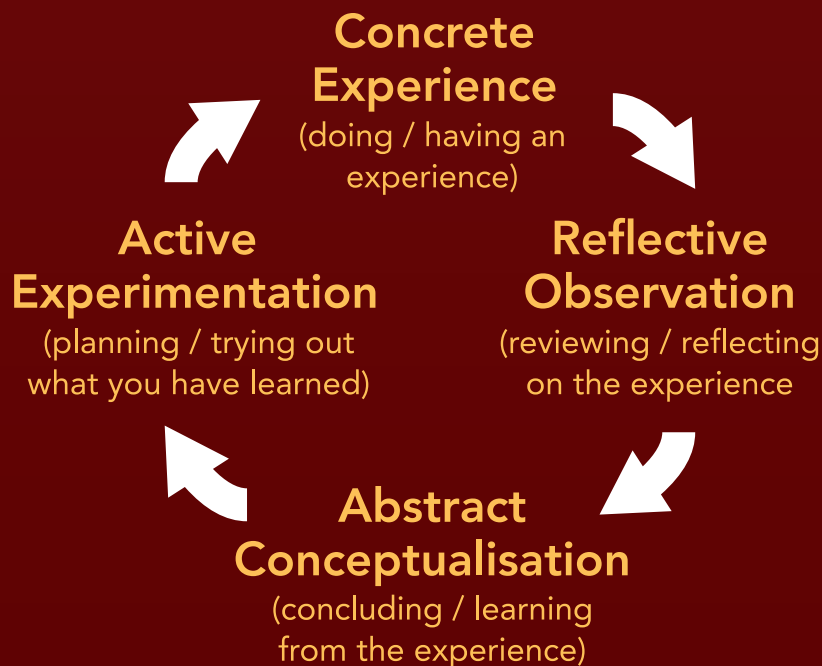 Concrete
Experience
(doing / having an
experience)
Reflective
Observation
(reviewing / reflecting
on the experience
Abstract
Conceptualisation
(concluding / learning
from the experience)
Active
Experimentation
(planning / trying out
what you have learned)